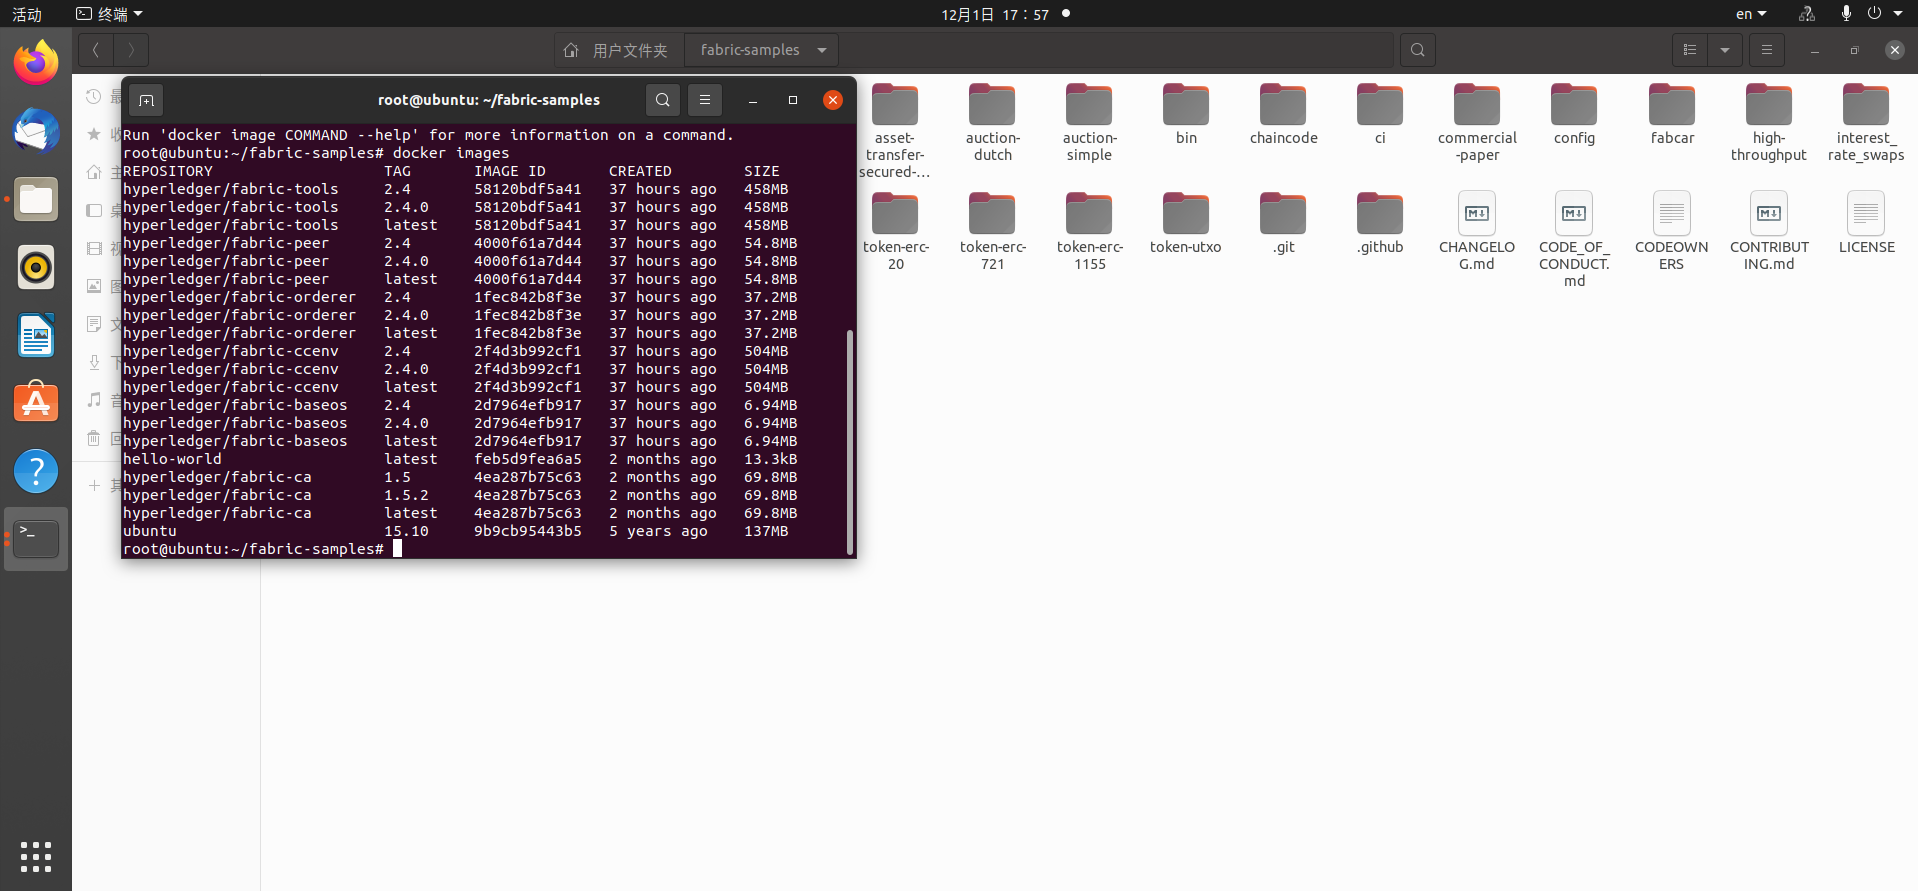 活动
终端
12月1日 17：57
en
用户文件夹
fabric-samples
root@ubuntu: ~/fabric-samples
Run 'docker image COMMAND --help' for more information on a command.
root@ubuntu:~/fabric-samples# docker images
REPOSITORY TAG IMAGE ID CREATED SIZE
hyperledger/fabric-tools 2.4 58120bdf5a41 37 hours ago 458MB
hyperledger/fabric-tools 2.4.0 58120bdf5a41 37 hours ago 458MB
hyperledger/fabric-tools latest 58120bdf5a41 37 hours ago 458MB
hyperledger/fabric-peer 2.4 4000f61a7d44 37 hours ago 54.8MB
hyperledger/fabric-peer 2.4.0 4000f61a7d44 37 hours ago 54.8MB
hyperledger/fabric-peer latest 4000f61a7d44 37 hours ago 54.8MB
hyperledger/fabric-orderer 2.4 1fec842b8f3e 37 hours ago 37.2MB
hyperledger/fabric-orderer 2.4.0 1fec842b8f3e 37 hours ago 37.2MB
hyperledger/fabric-orderer latest 1fec842b8f3e 37 hours ago 37.2MB
hyperledger/fabric-ccenv 2.4 2f4d3b992cf1 37 hours ago 504MB
hyperledger/fabric-ccenv 2.4.0 2f4d3b992cf1 37 hours ago 504MB
hyperledger/fabric-ccenv latest 2f4d3b992cf1 37 hours ago 504MB
hyperledger/fabric-baseos 2.4 2d7964efb917 37 hours ago 6.94MB
hyperledger/fabric-baseos 2.4.0 2d7964efb917 37 hours ago 6.94MB
hyperledger/fabric-baseos latest 2d7964efb917 37 hours ago 6.94MB
hello-world latest feb5d9fea6a5 2 months ago 13.3kB
hyperledger/fabric-ca 1.5 4ea287b75c63 2 months ago 69.8MB
hyperledger/fabric-ca 1.5.2 4ea287b75c63 2 months ago 69.8MB
hyperledger/fabric-ca latest 4ea287b75c63 2 months ago 69.8MB
ubuntu 15.10 9b9cb95443b5 5 years ago 137MB
root@ubuntu:~/fabric-samples#
asset-
transfer-
secured-...
auction-
dutch
auction-
simple
bin
chaincode
ci
commercial
-paper
config
fabcar
high-
throughput
interest_
rate_swaps
token-erc-
20
token-erc-
721
token-erc-
1155
token-utxo
.git
.github
CHANGELO
G.md
CODE_OF_
CONDUCT.
md
CODEOWN
ERS
CONTRIBUT
ING.md
LICENSE